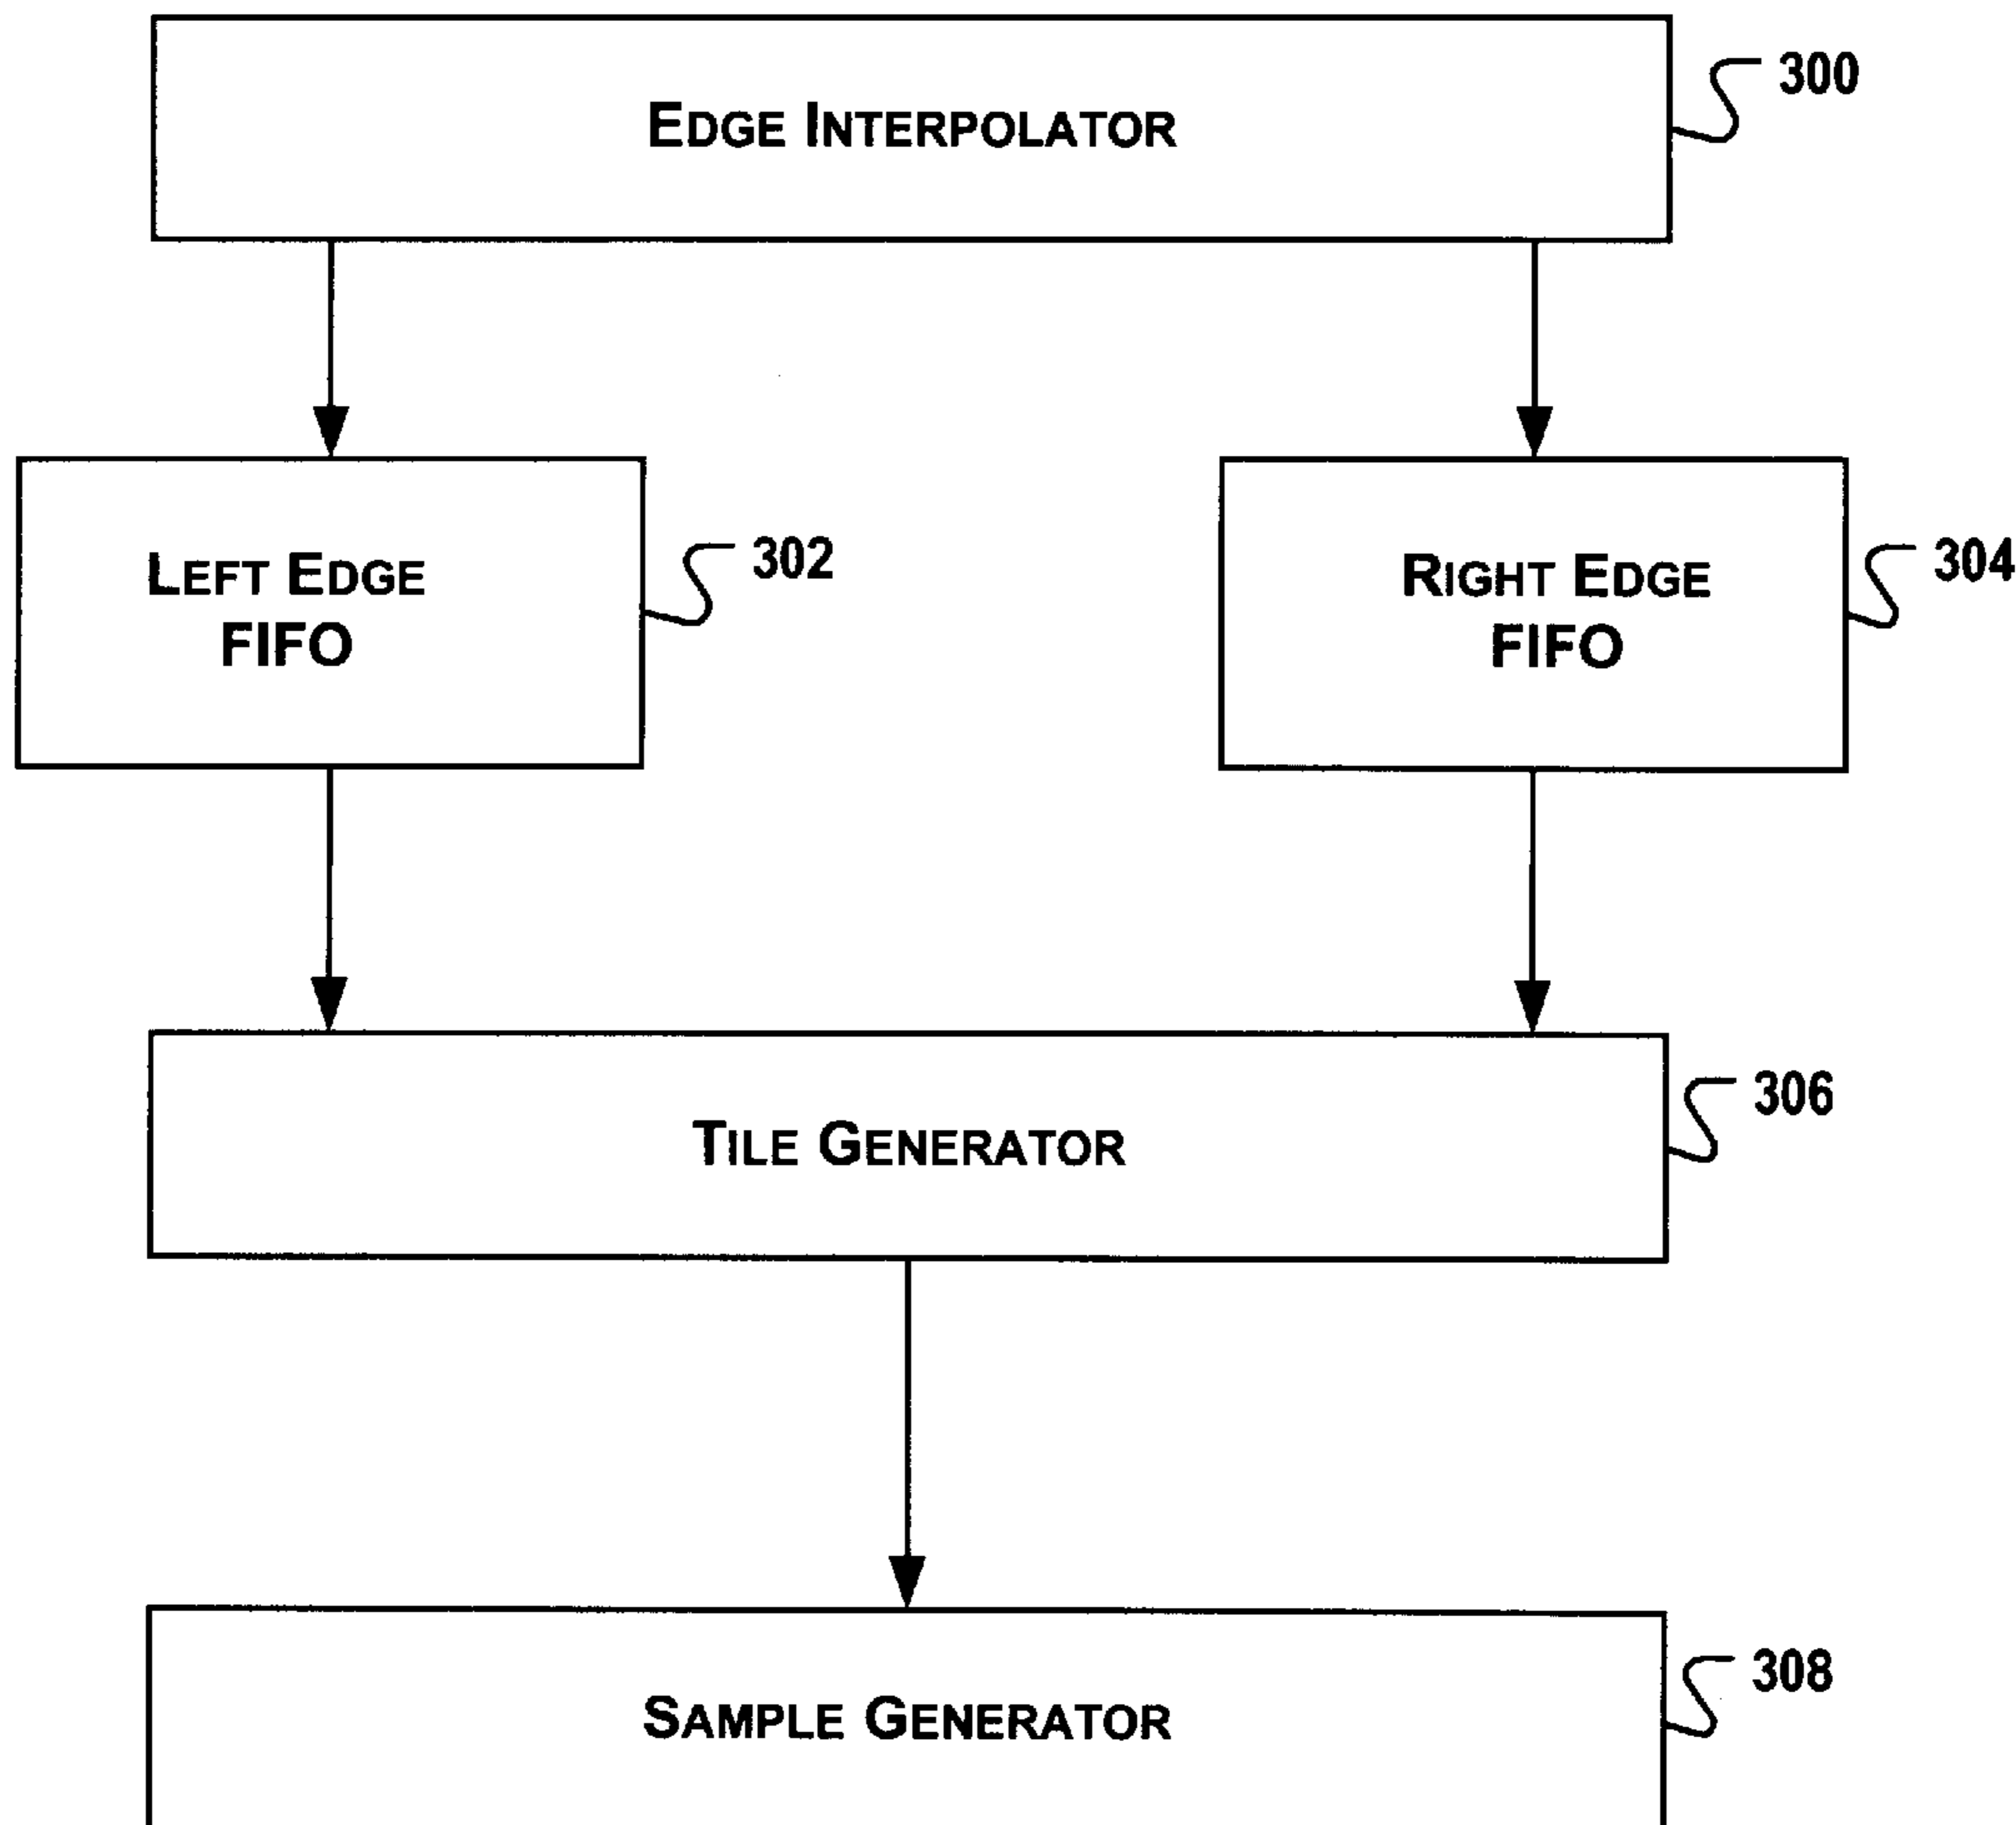 EDGE INTERPOLATOR
300
LEFT EDGE
FIFO
302
RIGHT EDGE
FIFO
304
TILE GENERATOR
306
SAMPLE GENERATOR
308